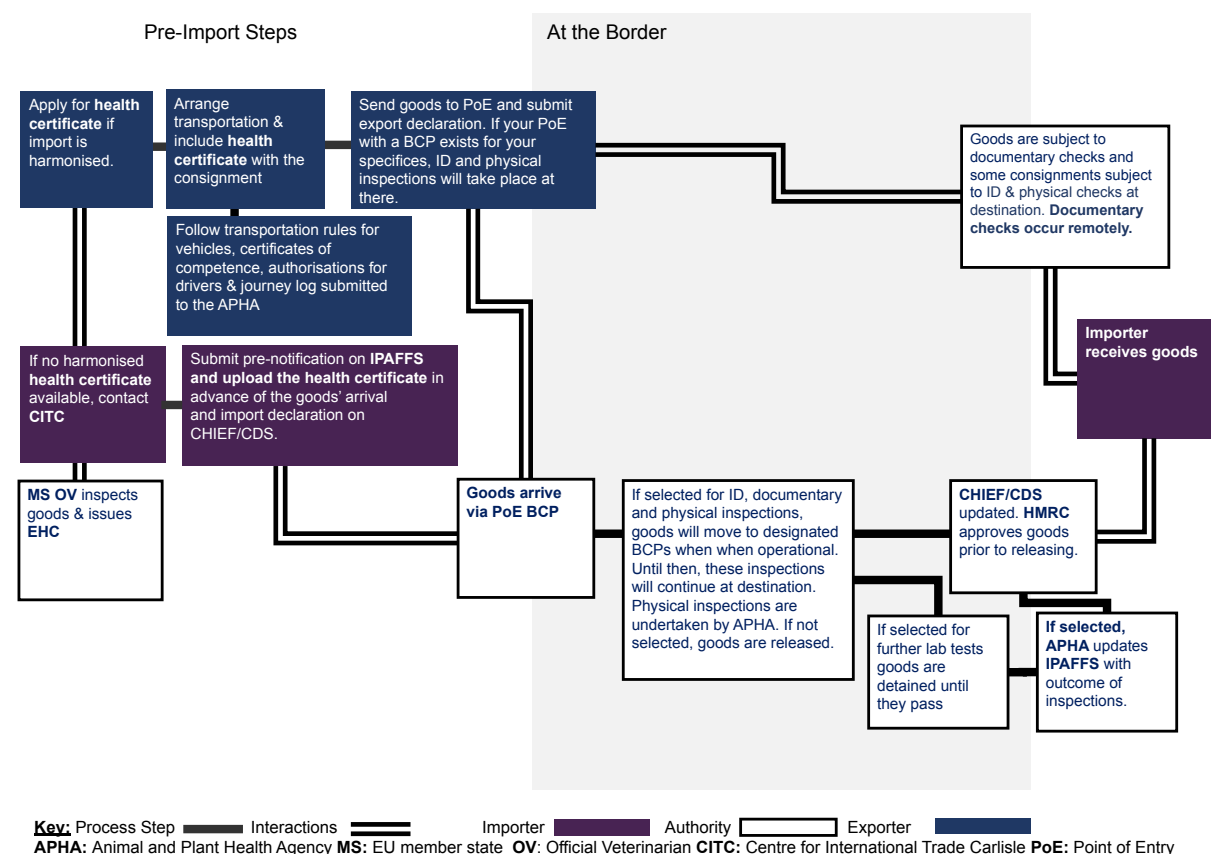 Pre-Import Steps
At the Border
Apply for health
certificate if
import is
harmonised.
Arrange
transportation &
include health
certificate with the
consignment
Send goods to PoE and submit
export declaration. If your PoE
with a BCP exists for your
specifices, ID and physical
inspections will take place at
there.
Goods are subject to
documentary checks and
some consignments subject
to ID & physical checks at
destination. Documentary
checks occur remotely.
Follow transportation rules for
vehicles, certificates of
competence, authorisations for
drivers & journey log submitted
to the APHA
Importer
receives goods
If no harmonised
health certificate
available, contact
CITC
Submit pre-notification on IPAFFS
and upload the health certificate in
advance of the goods' arrival
and import declaration on
CHIEF/CDS.
MS OV inspects
goods & issues
EHC
Goods arrive
via PoE BCP
If selected for ID, documentary
and physical inspections,
goods will move to designated
BCPs when when operational.
Until then, these inspections
will continue at destination.
Physical inspections are
undertaken by APHA. If not
selected, goods are released.
CHIEF/CDS
updated. HMRC
approves goods
prior to releasing.
If selected for
further lab tests
goods are
detained until
they pass
If selected,
APHA updates
IPAFFS with
outcome of
inspections.
Key: Process Step Interactions Importer Authority Exporter
APHA: Animal and Plant Health Agency MS: EU member state OV: Official Veterinarian CITC: Centre for International Trade Carlisle PoE: Point of Entry